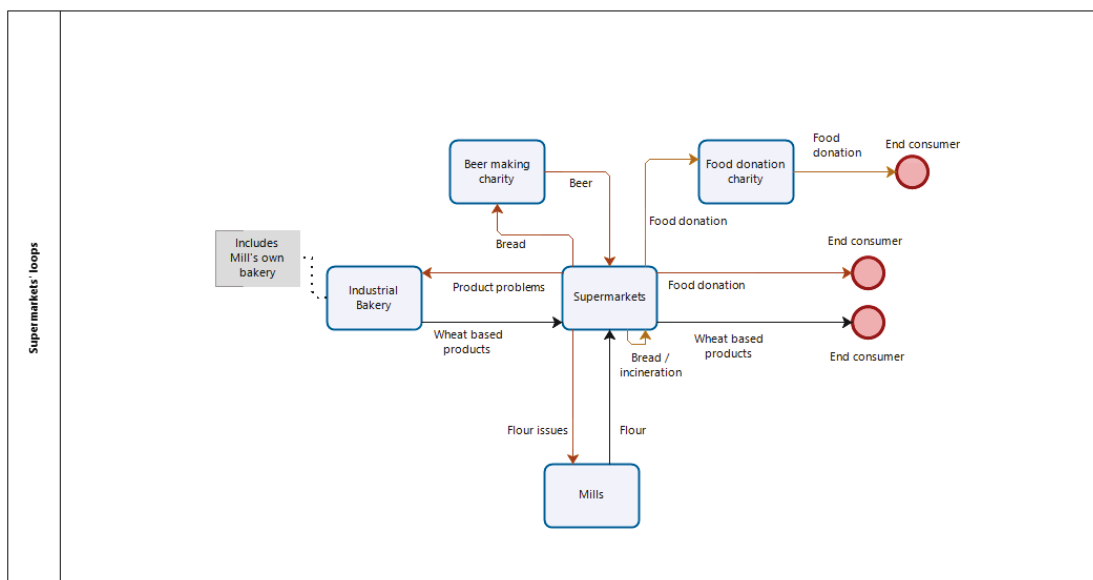 Supermarkets' loops
Food
donation
End consumer
Beer making
charity
Beer
Food donation
charity
Food donation
Bread
Includes
Mill's own
bakery
End consumer
Industrial
Bakery
Product problems
Supermarkets
Food donation
Wheat based
products
Bread /
incineration
Wheat based
products
End consumer
Flour issues
Flour
Mills